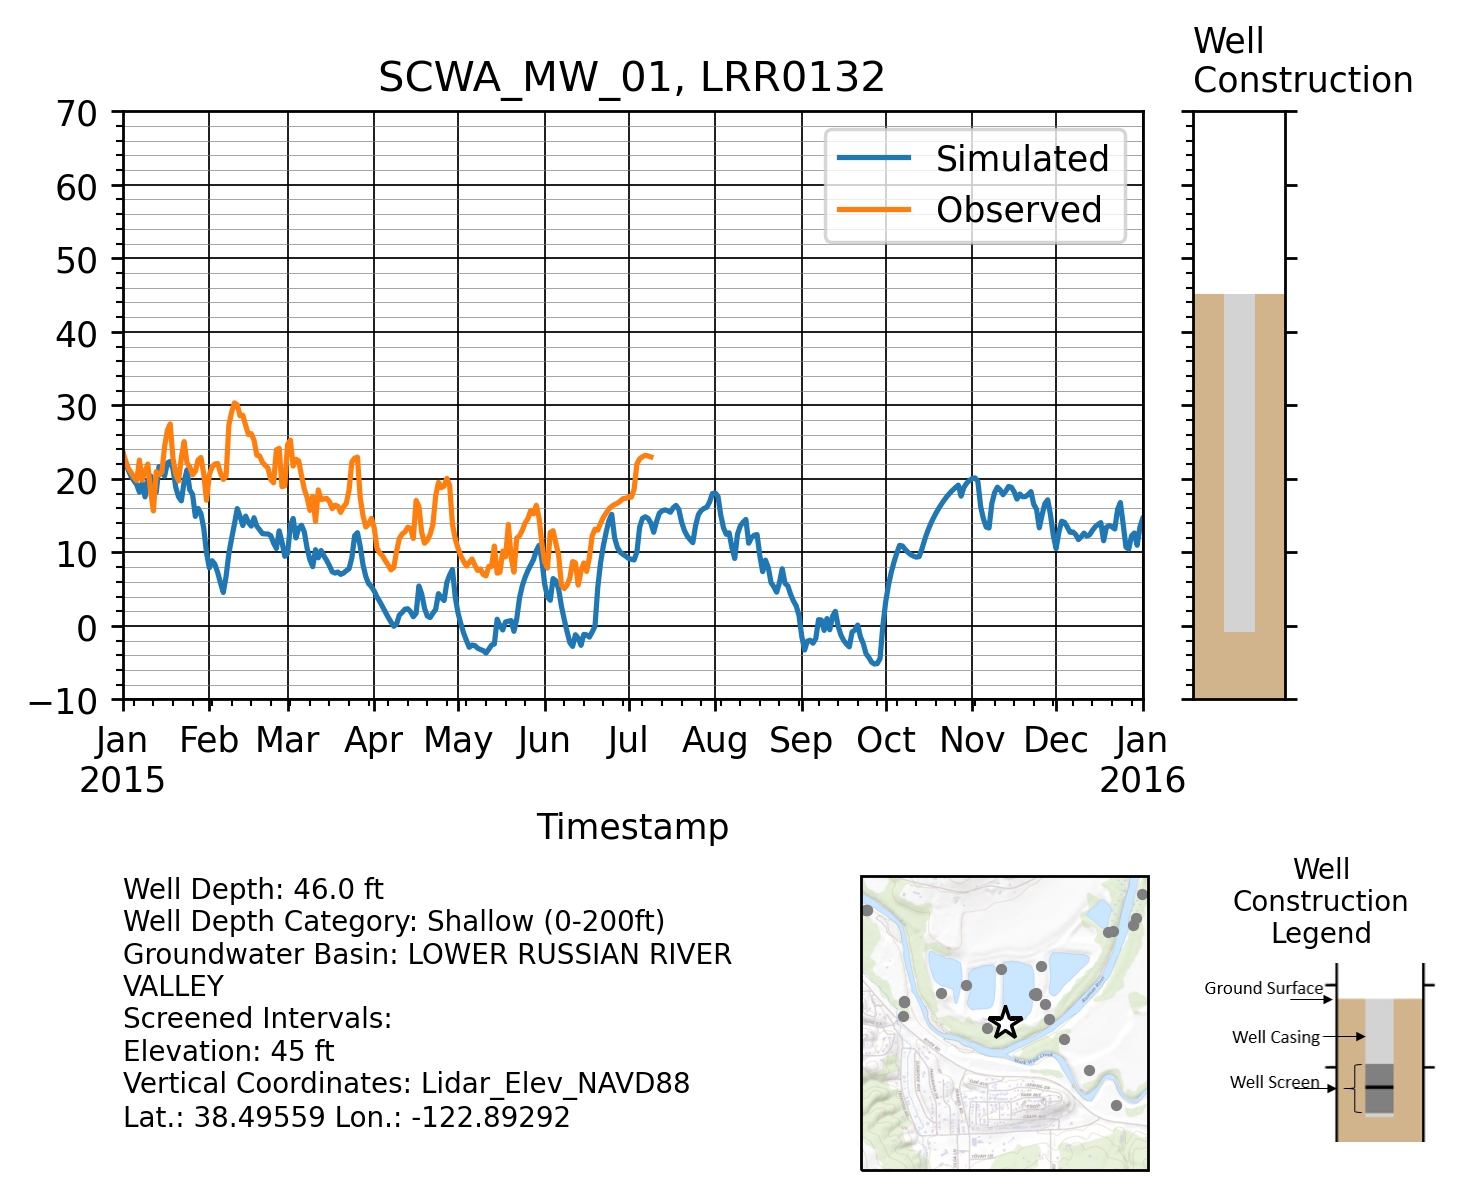 Well
Construction
SCWA_MW_01, LRR0132
70
60
50
40
30
20
10
0
−10
Simulated
Observed
Jan Feb Mar Apr May Jun Jul Aug Sep Oct Nov Dec Jan
2015 2016
Timestamp
Well Depth: 46.0 ft
Well Depth Category: Shallow (0-200ft)
Groundwater Basin: LOWER RUSSIAN RIVER
VALLEY
Screened Intervals:
Elevation: 45 ft
Vertical Coordinates: Lidar_Elev_NAVD88
Lat.: 38.49559 Lon.: -122.89292
Well
Construction
Legend
Ground Surface
Well Casing
Well Screen